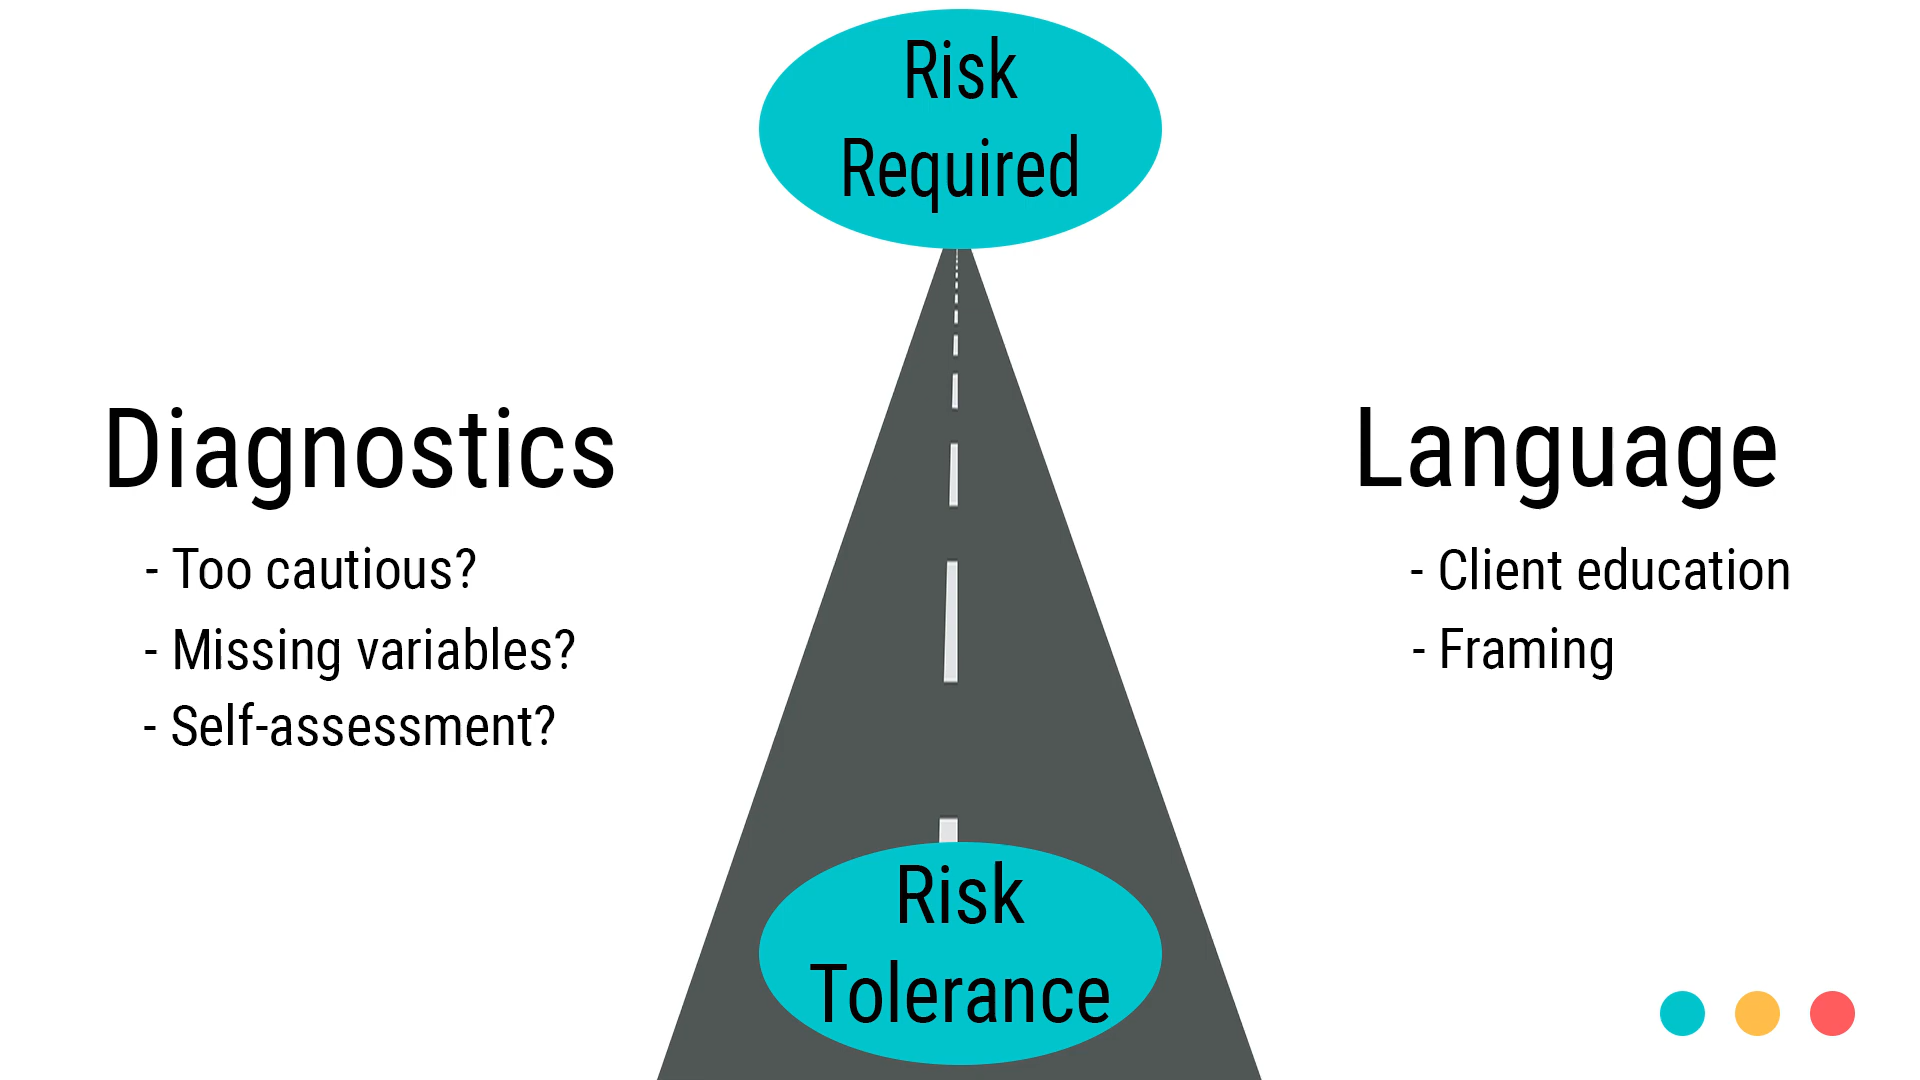 Risk
Required
Diagnostics
- Too cautious?
- Missing variables?
- Self-assessment?
Language
- Client education
- Framing
Risk
Tolerance